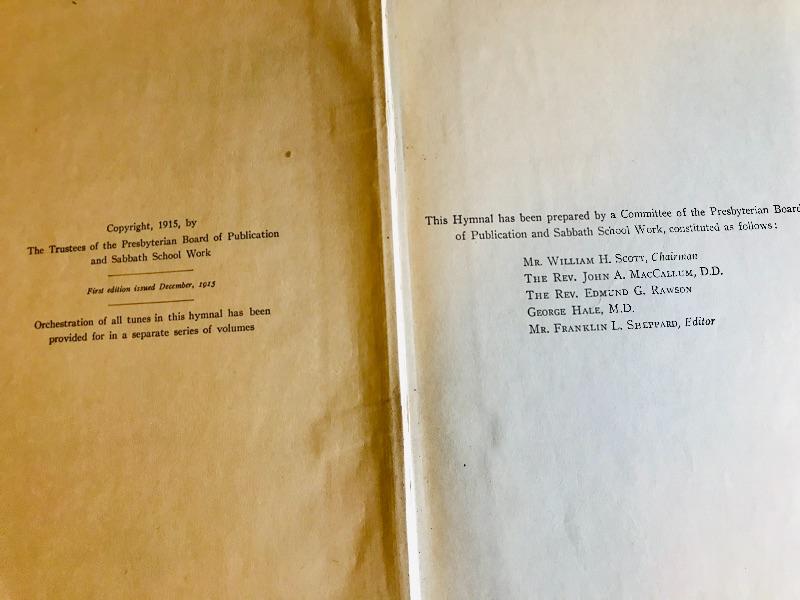 Copyright, 1915, by
The Trustees of the Presbyterian Board of Publication
and Sabbath School Work
First edition issued December, 1915
Orchestration of all tunes in this hymnal has been
provided for in a separate series of volumes
This Hymnal has been prepared by a Committee of the Presbyterian Board
of Publication and Sabbath School Work, constituted as follows:
Mr. William H. Scott, Chairman
The Rev. John A. MacCallum, D.D.
The Rev. Edmund G. Rawson
George Hale, M.D.
Mr. Franklin L. Sheppard, Editor